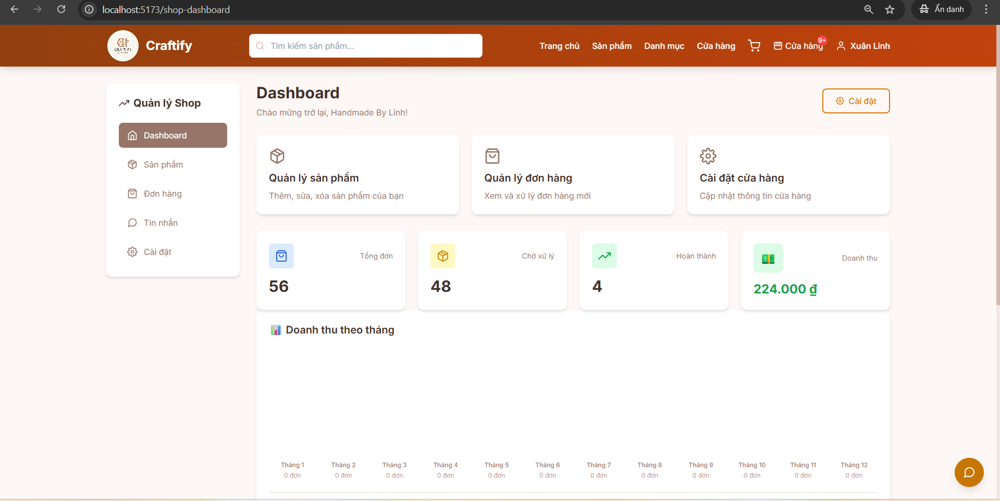 localhost:5173/shop-dashboard
Ẩn danh
CRAFTIFY
Craftify
Tìm kiếm sản phẩm...
Trang chủ
Sản phẩm
Danh mục
Cửa hàng
Cửa hàng
9+
Xuân Linh
Quản lý Shop
Dashboard
Sản phẩm
Đơn hàng
Tin nhắn
Cài đặt
Dashboard
Chào mừng trở lại, Handmade By Linh!
Cài đặt
Quản lý sản phẩm
Thêm, sửa, xóa sản phẩm của bạn
Quản lý đơn hàng
Xem và xử lý đơn hàng mới
Cài đặt cửa hàng
Cập nhật thông tin cửa hàng
Tổng đơn
56
Chờ xử lý
48
Hoàn thành
4
Doanh thu
224.000 ₫
Doanh thu theo tháng
Tháng 1 Tháng 2 Tháng 3 Tháng 4 Tháng 5 Tháng 6 Tháng 7 Tháng 8 Tháng 9 Tháng 10 Tháng 11 Tháng 12
0 đơn 0 đơn 0 đơn 0 đơn 0 đơn 0 đơn 0 đơn 0 đơn 0 đơn 0 đơn 0 đơn 0 đơn